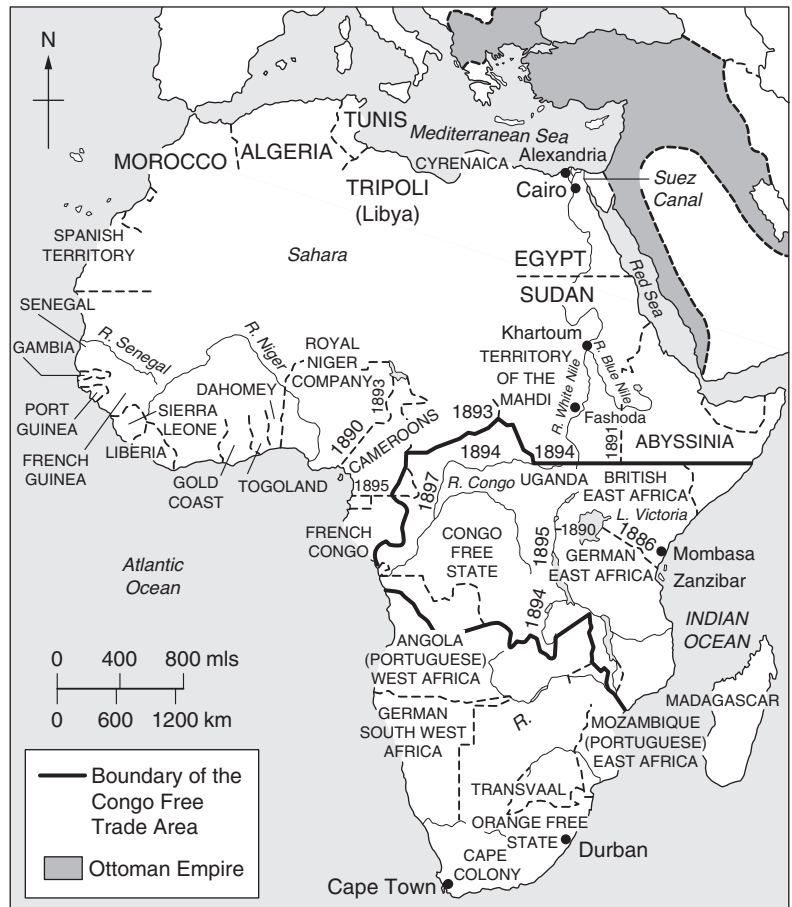 N
TUNIS
Mediterranean Sea
MOROCCO
ALGERIA
CYRENAICA
Alexandria
TRIPOLI
(Libya)
Cairo
Suez
Canal
SPANISH
TERRITORY
Sahara
EGYPT
Red Sea
SUDAN
SENEGAL
R. Senegal
R. Niger
GAMBIA
ROYAL
NIGER
COMPANY
Khartoum
TERRITORY
OF THE
MAHDI
R. Blue Nile
R. White Nile
DAHOMEY
1893
PORT
GUINEA
SIERRA
LEONE
1890
CAMEROONS
1893
Fashoda
FRENCH
GUINEA
LIBERIA
1894
1894
1891
ABYSSINIA
GOLD
COAST
TOGOLAND
1895
1897
R. Congo
UGANDA
BRITISH
EAST AFRICA
L. Victoria
FRENCH
CONGO
CONGO
FREE
STATE
1895
1890
1886
GERMAN
EAST AFRICA
Mombasa
Zanzibar
Atlantic
Ocean
1894
INDIAN
OCEAN
0 400 800 mls
0 600 1200 km
ANGOLA
(PORTUGUESE)
WEST AFRICA
MADAGASCAR
GERMAN
SOUTH WEST
AFRICA
R.
MOZAMBIQUE
(PORTUGUESE)
EAST AFRICA
TRANSVAAL
ORANGE FREE
STATE
Durban
CAPE
COLONY
Cape Town
Boundary of the
Congo Free
Trade Area
Ottoman Empire